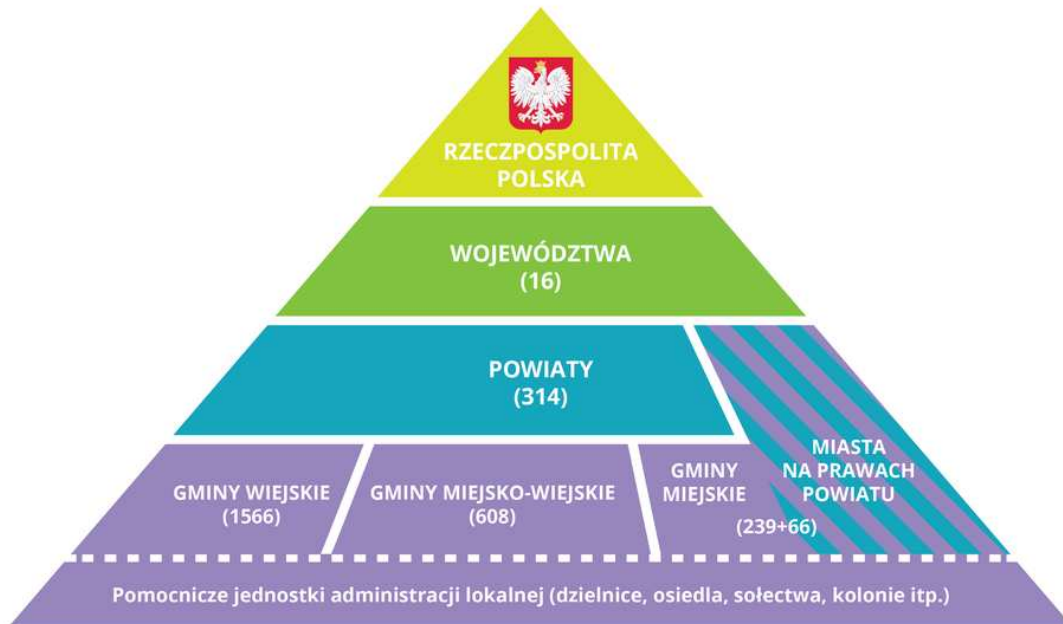 RZECZPOSPOLITA
POLSKA
WOJEWÓDZTWA
(16)
POWIATY
(314)
GMINY WIEJSKIE
(1566)
GMINY MIEJSKO-WIEJSKIE
(608)
GMINY
MIEJSKIE
MIASTA
NA PRAWACH
POWIATU
(239+66)
Pomocnicze jednostki administracji lokalnej (dzielnice, osiedla, sołectwa, kolonie itp.)